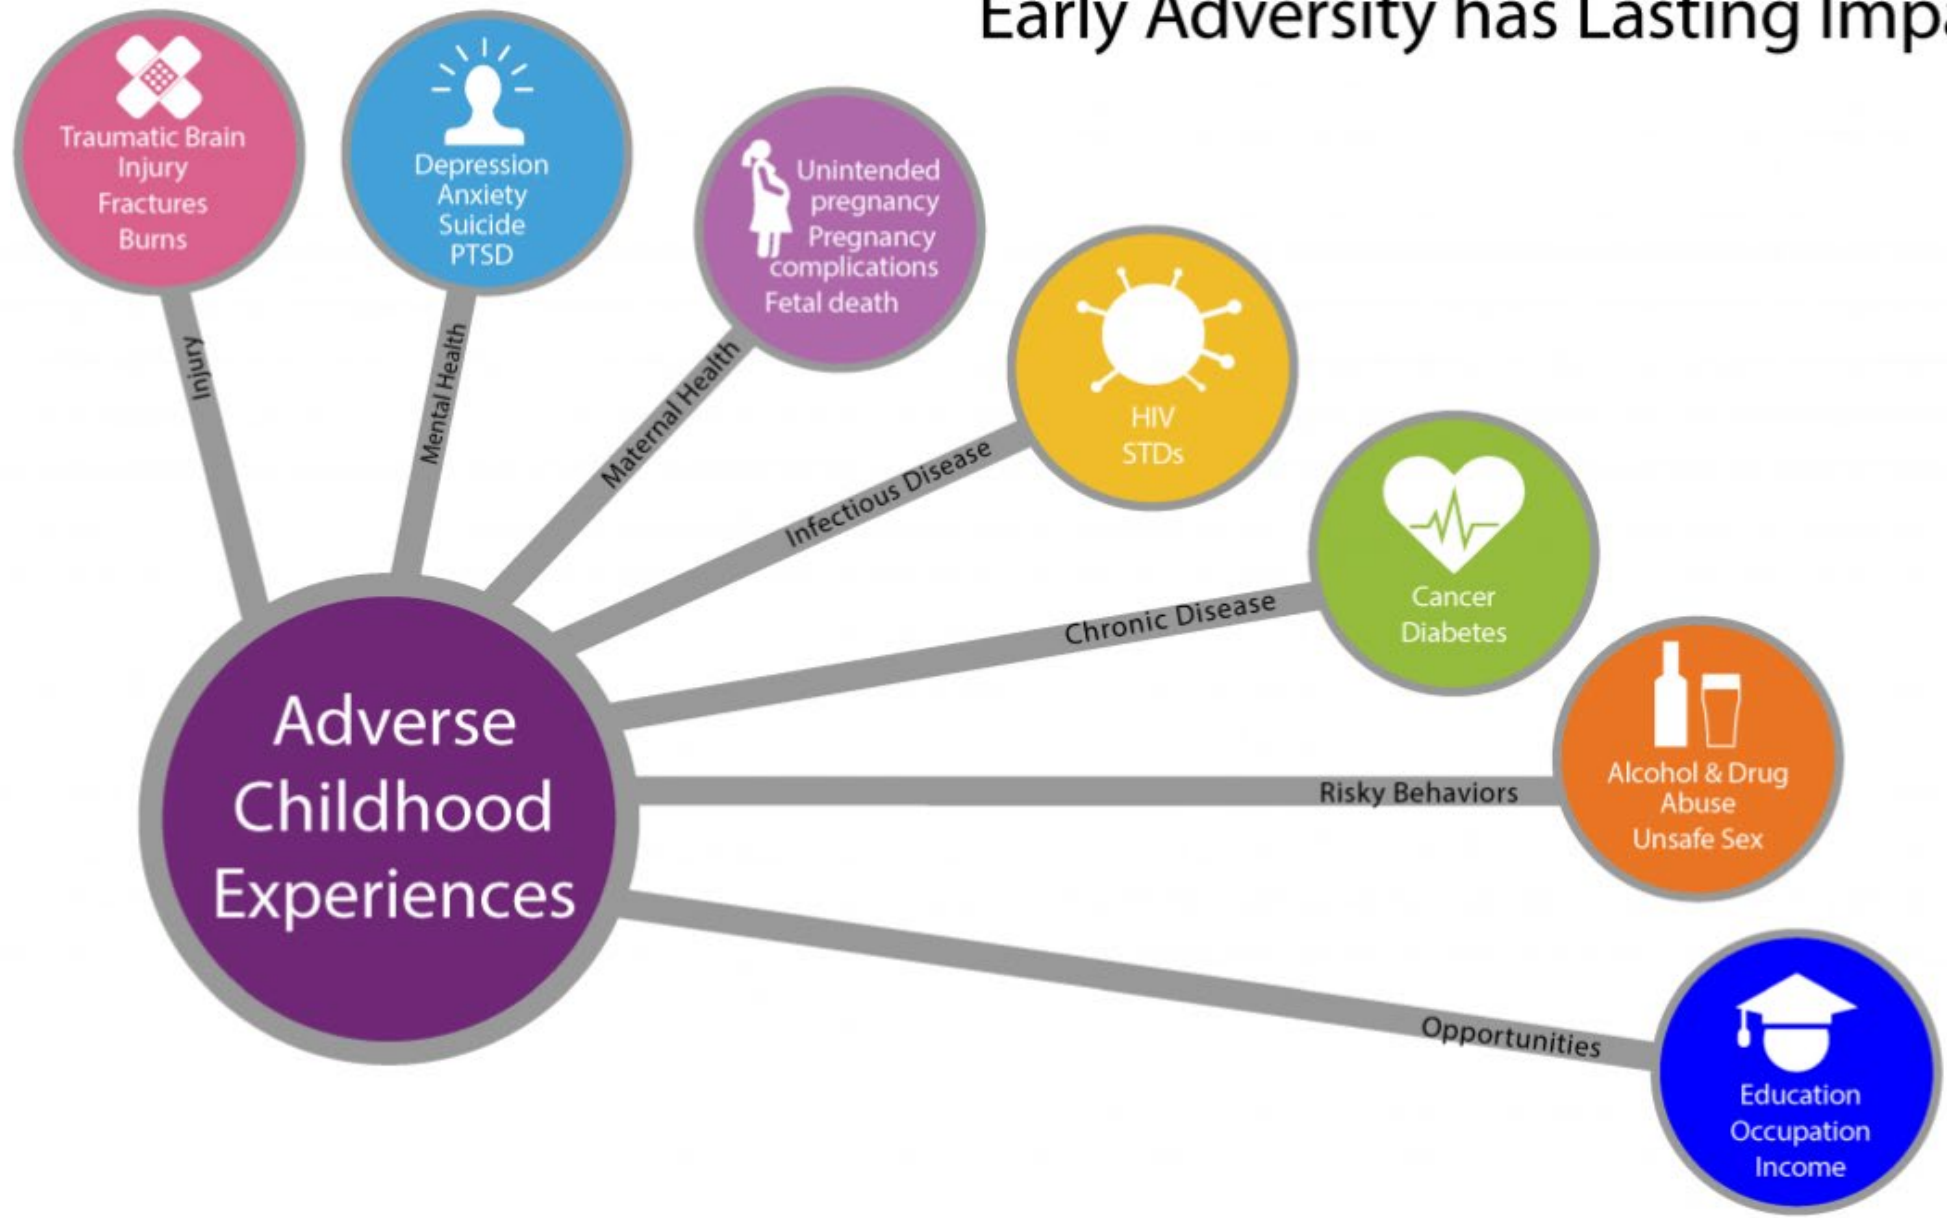 Early Adversity has Lasting
Traumatic Brain
Injury
Fractures
Burns
Depression
Anxiety
Suicide
PTSD
Unintended
pregnancy
Pregnancy
complications
Fetal death
HIV
STDs
Cancer
Diabetes
Alcohol & Drug
Abuse
Unsafe Sex
Education
Occupation
Income
Injury
Mental Health
Maternal Health
Infectious Disease
Chronic Disease
Risky Behaviors
Opportunities
Adverse
Childhood
Experiences